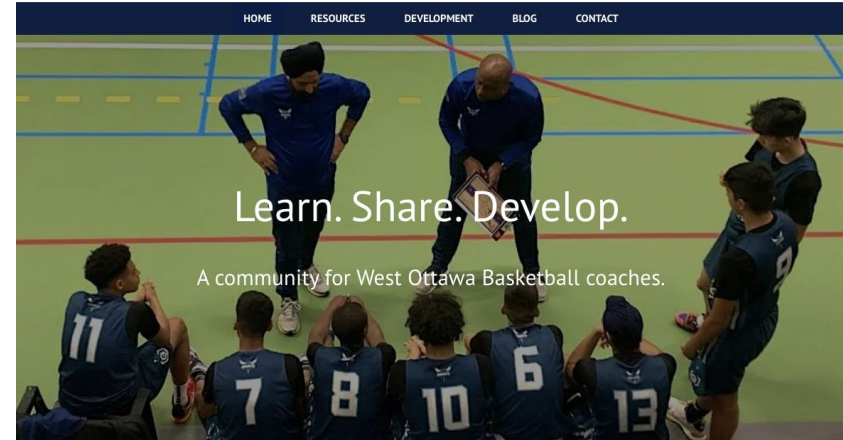 HOME RESOURCES DEVELOPMENT BLOG CONTACT
Learn. Share. Develop.
A community for West Ottawa Basketball coaches.
11
7
8
10
6
13
9